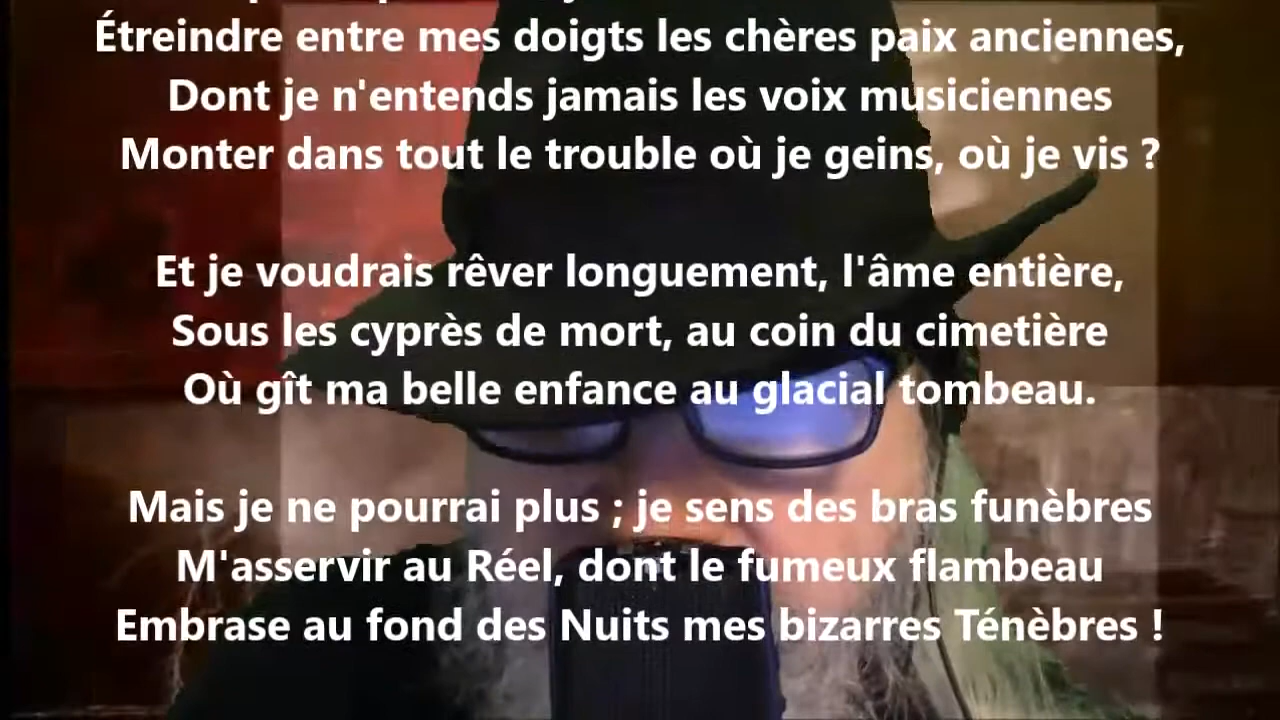 Étreindre entre mes doigts les chères paix anciennes,
Dont je n'entends jamais les voix musiciennes
Monter dans tout le trouble où je geins, où je vis ?
Et je voudrais rêver longuement, l'âme entière,
Sous les cyprès de mort, au coin du cimetière
Où gît ma belle enfance au glacial tombeau.
Mais je ne pourrai plus ; je sens des bras funèbres
M'asservir au Réel, dont le fumeux flambeau
Embrase au fond des Nuits mes bizarres Ténèbres !